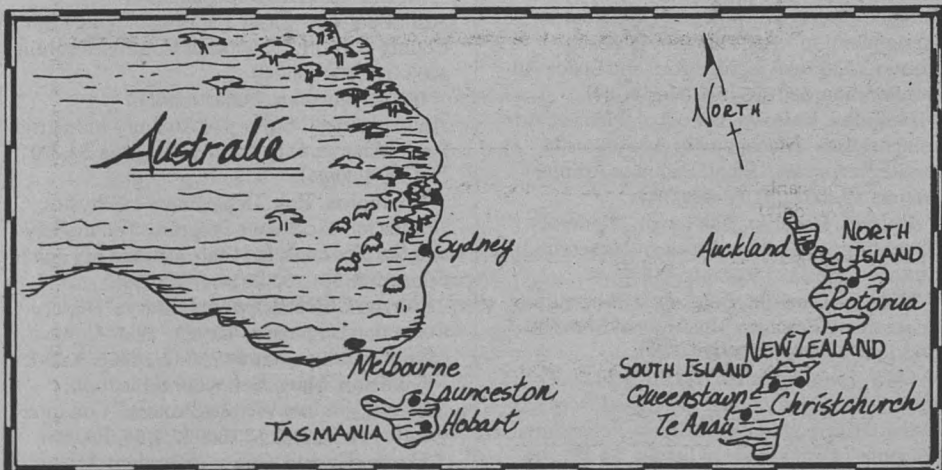 Australia
NORTH
Sydney
Auckland
NORTH
ISLAND
Rotorua
Melbourne
NEW ZEALAND
SOUTH ISLAND
Launceston
Queenstown
Christchurch
TASMANIA
Hobart
Te Anau